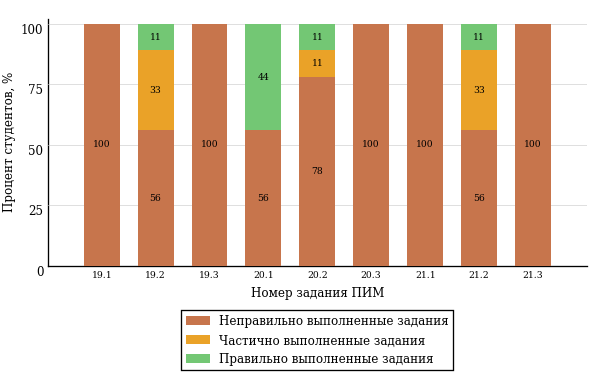 Процент студентов, %
100
75
50
25
0
11 44 11 11
33 11 33
100 56 100 56 78 100 100 56 100
19.1 19.2 19.3 20.1 20.2 20.3 21.1 21.2 21.3
Номер задания ПИМ
Неправильно выполненные задания
Частично выполненные задания
Правильно выполненные задания